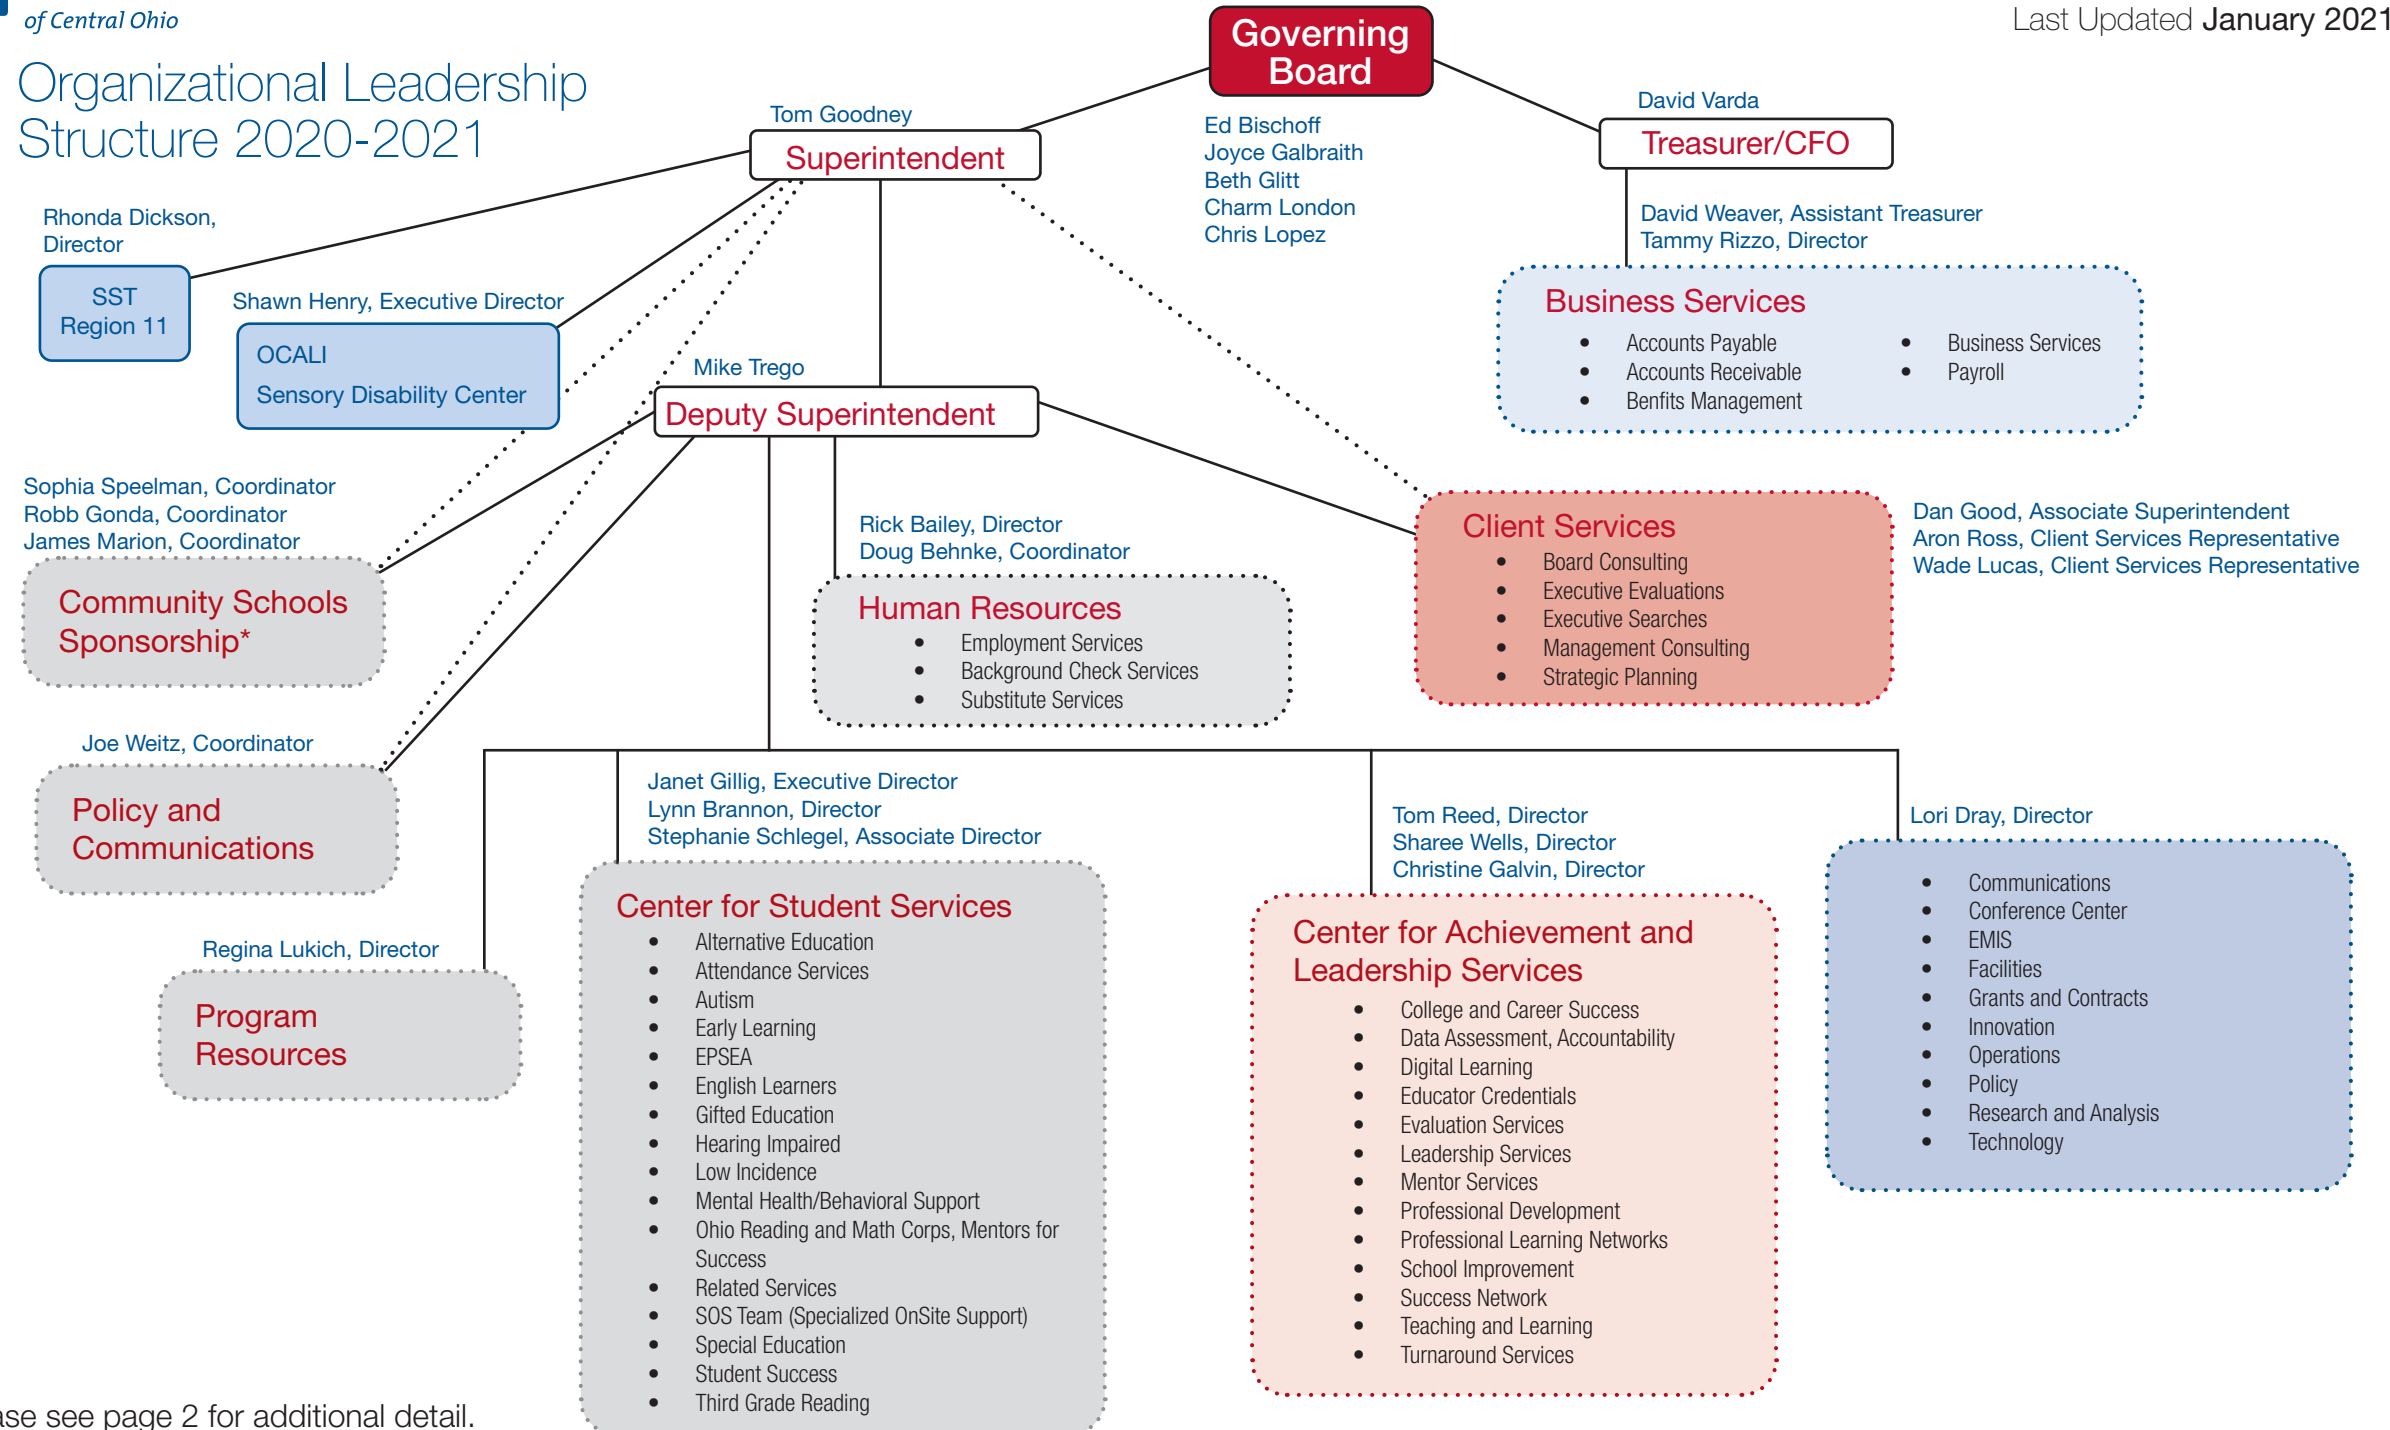 of Central Ohio
Last Updated January 2021
Organizational Leadership
Structure 2020-2021
Governing
Board
Ed Bischoff
Joyce Galbraith
Beth Glitt
Charm London
Chris Lopez
Tom Goodney
Superintendent
David Varda
Treasurer/CFO
David Weaver, Assistant Treasurer
Tammy Rizzo, Director
Business Services
• Accounts Payable
• Accounts Receivable
• Benfits Management
• Business Services
• Payroll
Rhonda Dickson,
Director
SST
Region 11
Shawn Henry, Executive Director
OCALI
Sensory Disability Center
Mike Trego
Deputy Superintendent
Sophia Speelman, Coordinator
Robb Gonda, Coordinator
James Marion, Coordinator
Community Schools
Sponsorship*
Rick Bailey, Director
Doug Behnke, Coordinator
Human Resources
• Employment Services
• Background Check Services
• Substitute Services
Client Services
• Board Consulting
• Executive Evaluations
• Executive Searches
• Management Consulting
• Strategic Planning
Dan Good, Associate Superintendent
Aron Ross, Client Services Representative
Wade Lucas, Client Services Representative
Joe Weitz, Coordinator
Policy and
Communications
Regina Lukich, Director
Program
Resources
Janet Gillig, Executive Director
Lynn Brannon, Director
Stephanie Schlegel, Associate Director
Center for Student Services
• Alternative Education
• Attendance Services
• Autism
• Early Learning
• EPSEA
• English Learners
• Gifted Education
• Hearing Impaired
• Low Incidence
• Mental Health/Behavioral Support
• Ohio Reading and Math Corps, Mentors for
Success
• Related Services
• SOS Team (Specialized OnSite Support)
• Special Education
• Student Success
• Third Grade Reading
Tom Reed, Director
Sharee Wells, Director
Christine Galvin, Director
Center for Achievement and
Leadership Services
• College and Career Success
• Data Assessment, Accountability
• Digital Learning
• Educator Credentials
• Evaluation Services
• Leadership Services
• Mentor Services
• Professional Development
• Professional Learning Networks
• School Improvement
• Success Network
• Teaching and Learning
• Turnaround Services
Lori Dray, Director
• Communications
• Conference Center
• EMIS
• Facilities
• Grants and Contracts
• Innovation
• Operations
• Policy
• Research and Analysis
• Technology
see page 2 for additional detail.